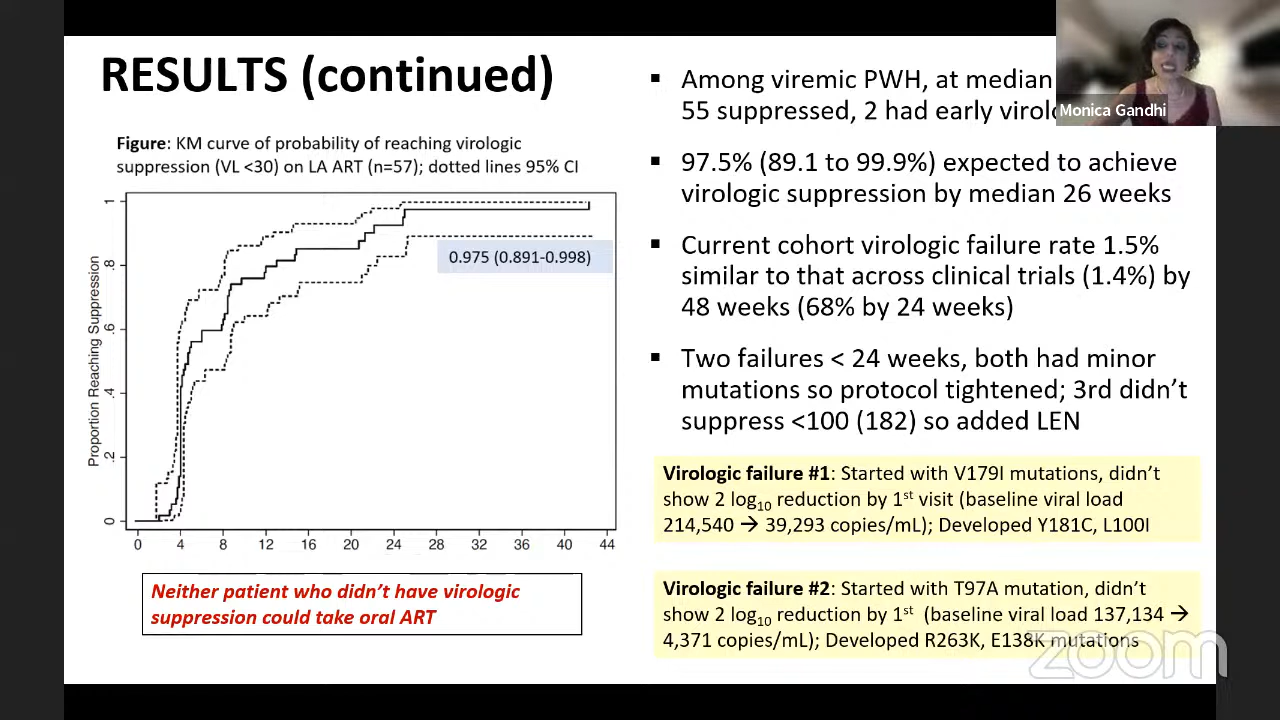 RESULTS (continued)
Figure: KM curve of probability of reaching virologic
suppression (VL <30) on LA ART (n=57); dotted lines 95% CI
Proportion Reaching Suppression
1
.8
.6
.4
.2
0
0.975 (0.891-0.998)
0 4 8 12 16 20 24 28 32 36 40 44
Neither patient who didn’t have virologic
suppression could take oral ART
▪ Among viremic PWH, at median
55 suppressed, 2 had early
▪ 97.5% (89.1 to 99.9%) expected to achieve
virologic suppression by median 26 weeks
▪ Current cohort virologic failure rate 1.5%
similar to that across clinical trials (1.4%) by
48 weeks (68% by 24 weeks)
▪ Two failures < 24 weeks, both had minor
mutations so protocol tightened; 3rd didn’t
suppress <100 (182) so added LEN
Virologic failure #1: Started with V179I mutations, didn’t
show 2 log10 reduction by 1st visit (baseline viral load
214,540 → 39,293 copies/mL); Developed Y181C, L100I
Virologic failure #2: Started with T97A mutation, didn’t
show 2 log10 reduction by 1st (baseline viral load 137,134 →
4,371 copies/mL); Developed R263K, E138K mutations
Monica Gandhi
zoom